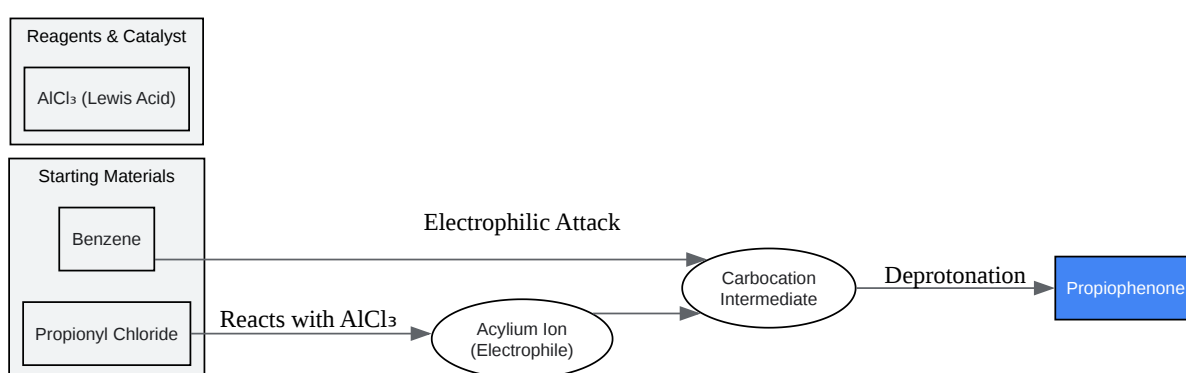 Reagents & Catalyst
AlCl₃ (Lewis Acid)
Starting Materials
Benzene
Electrophilic Attack
Carbocation
Intermediate
Deprotonation
Propiophenone
Propionyl Chloride
Reacts with AlCl₃
Acylium Ion
(Electrophile)